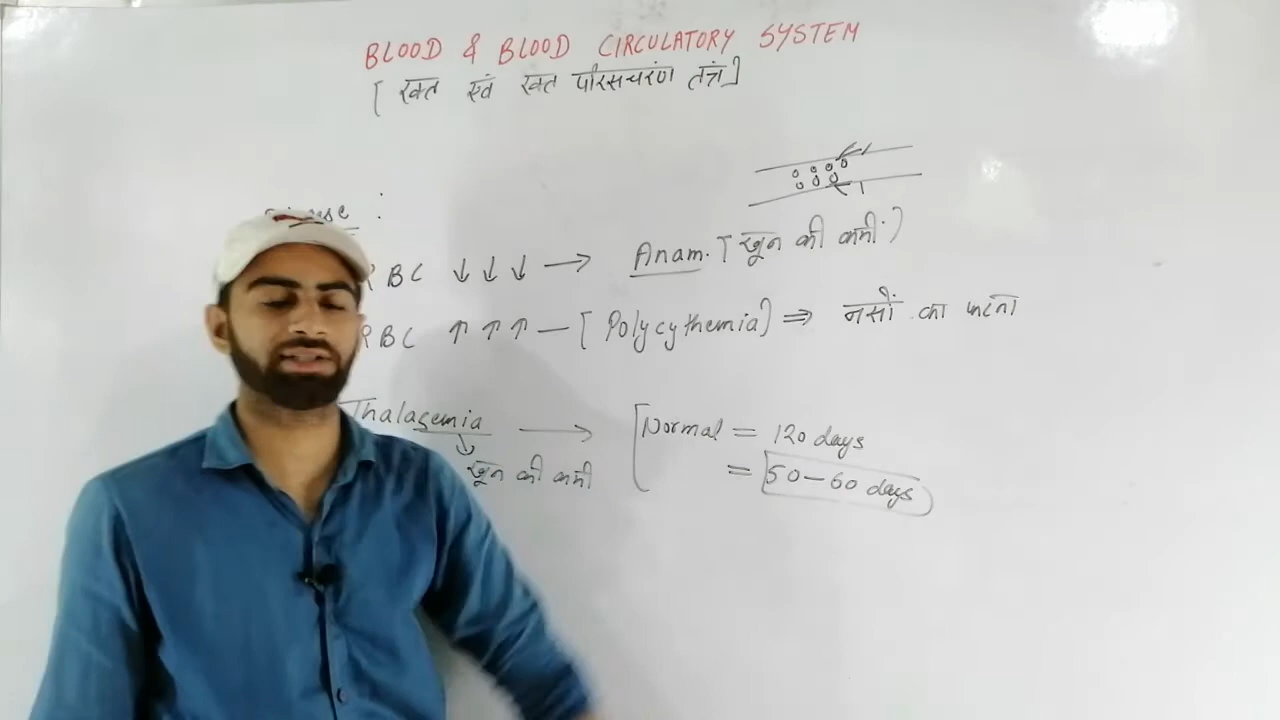 BLOOD & BLOOD CIRCULATORY SYSTEM
[ रक्त एवं रक्त परिसचरंण तंत्र ]
:
RBC ↓ ↓ ↓ → Anam. [ खून की कमी.)
RBC ↑ ↑ ↑ — [ Polycythemia ] ⇒ नसों का फटना
Thalasemia → [ Normal = 120 days
↓ खून की कमी = 50-60 days